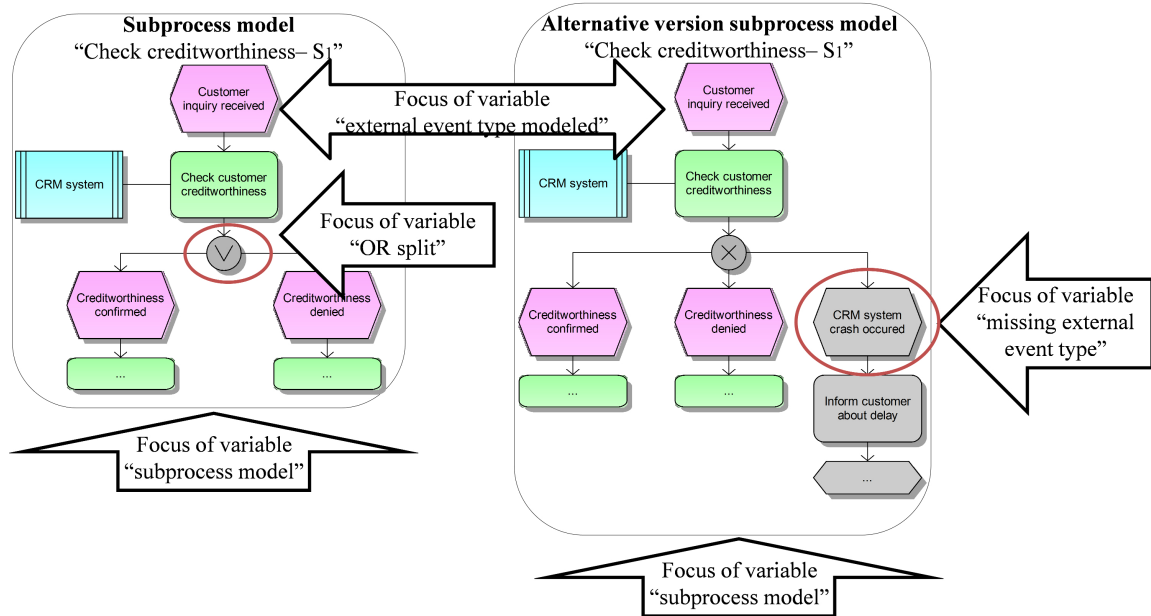 Subprocess model
“Check creditworthiness– S1”
Customer
inquiry received
CRM system
Check customer
creditworthiness
Creditworthiness
confirmed
Creditworthiness
denied
...
...
Focus of variable
“external event type modeled”
Focus of variable
“OR split”
Focus of variable
“subprocess model”
Alternative version subprocess model
“Check creditworthiness– S1”
Customer
inquiry received
CRM system
Check customer
creditworthiness
Creditworthiness
confirmed
Creditworthiness
denied
CRM system
crash occured
...
...
Inform customer
about delay
...
Focus of variable
“missing external
event type”
Focus of variable
“subprocess model”